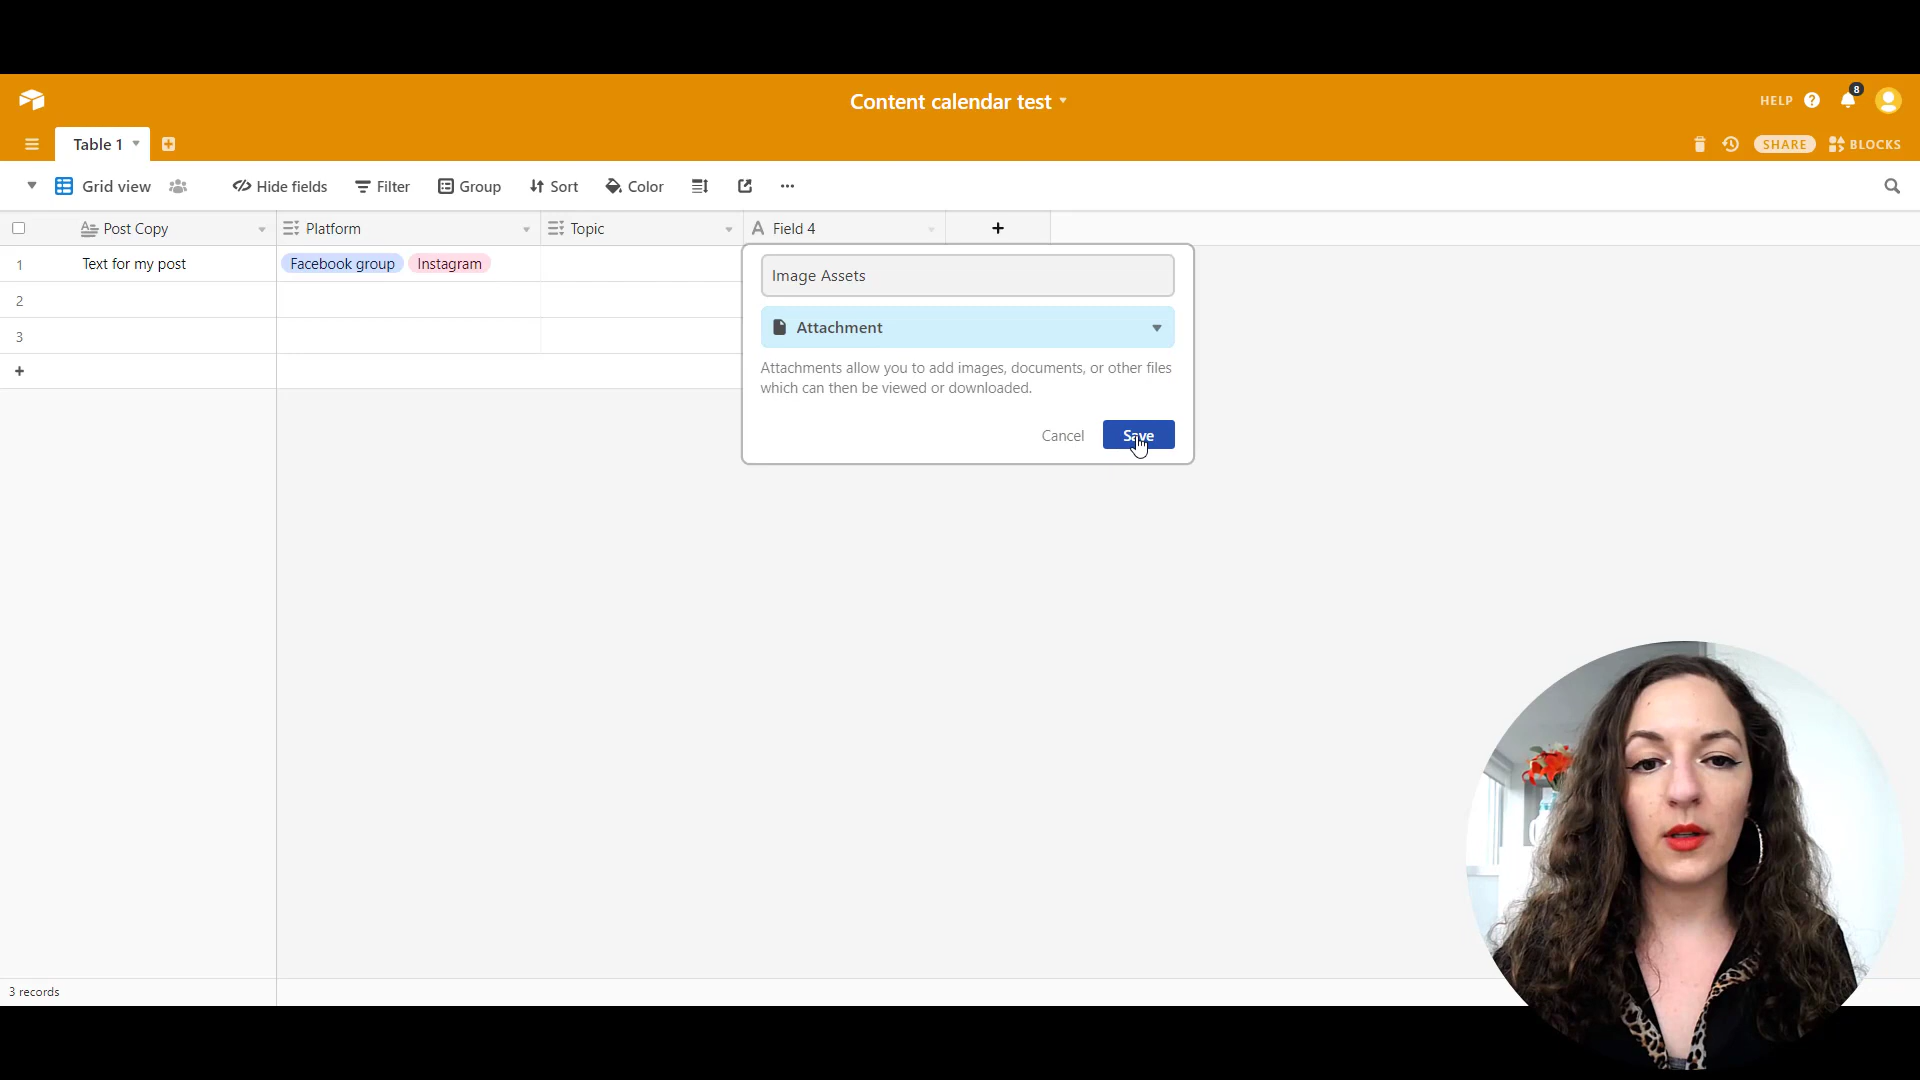 Content calendar test
HELP
8
Table 1
SHARE
BLOCKS
Grid view
Hide fields
Filter
Group
Sort
Color
Post Copy
Platform
Topic
Field 4
1
Text for my post
Facebook group
Instagram
2
3
Image Assets
Attachment
Attachments allow you to add images, documents, or other files
which can then be viewed or downloaded.
Cancel
Save
3 records